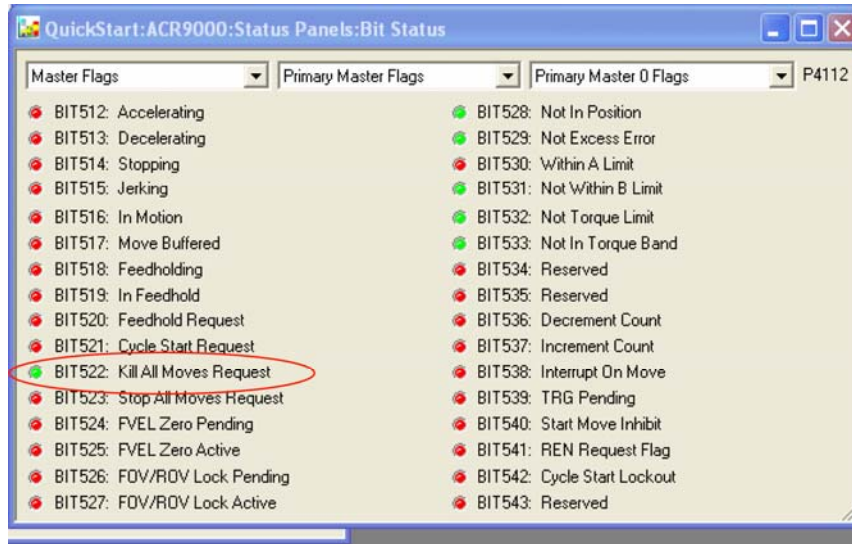 QuickStart:ACR9000:Status Panels:Bit Status
Master Flags
Primary Master Flags
Primary Master 0 Flags
P4112
BIT512: Accelerating
BIT513: Decelerating
BIT514: Stopping
BIT515: Jerking
BIT516: In Motion
BIT517: Move Buffered
BIT518: Feedholding
BIT519: In Feedhold
BIT520: Feedhold Request
BIT521: Cycle Start Request
BIT522: Kill All Moves Request
BIT523: Stop All Moves Request
BIT524: FVEL Zero Pending
BIT525: FVEL Zero Active
BIT526: FOV/ROV Lock Pending
BIT527: FOV/ROV Lock Active
BIT528: Not In Position
BIT529: Not Excess Error
BIT530: Within A Limit
BIT531: Not Within B Limit
BIT532: Not Torque Limit
BIT533: Not In Torque Band
BIT534: Reserved
BIT535: Reserved
BIT536: Decrement Count
BIT537: Increment Count
BIT538: Interrupt On Move
BIT539: TRG Pending
BIT540: Start Move Inhibit
BIT541: REN Request Flag
BIT542: Cycle Start Lockout
BIT543: Reserved